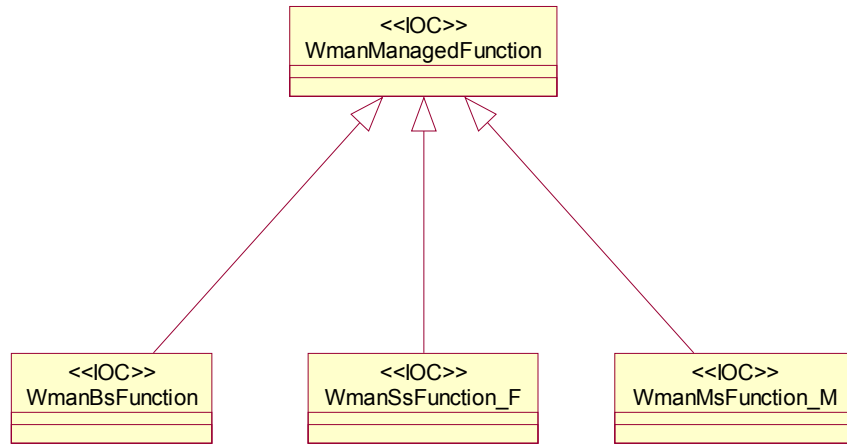 <<IOC>>
WmanManagedFunction
<<IOC>>
WmanBsFunction
<<IOC>>
WmanSsFunction_F
<<IOC>>
WmanMsFunction_M